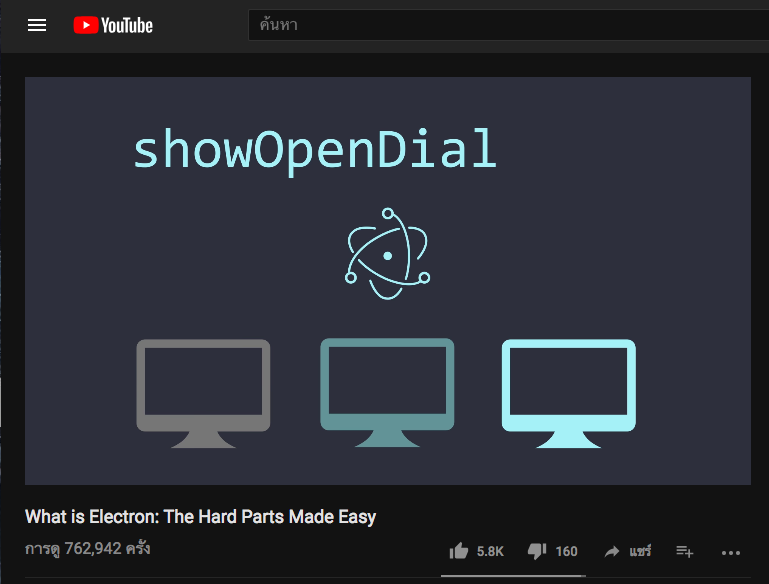 YouTube
ค้นหา
showOpenDial
What is Electron: The Hard Parts Made Easy
การดู 762,942 ครั้ง
5.8K
160
แชร์